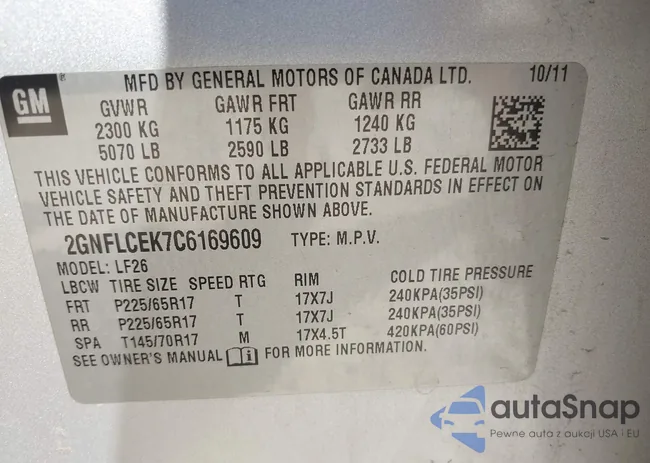 GM ®
MFD BY GENERAL MOTORS OF CANADA LTD. 10/11
GVWR GAWR FRT GAWR RR
2300 KG 1175 KG 1240 KG
5070 LB 2590 LB 2733 LB
THIS VEHICLE CONFORMS TO ALL APPLICABLE U.S. FEDERAL MOTOR
VEHICLE SAFETY AND THEFT PREVENTION STANDARDS IN EFFECT ON
THE DATE OF MANUFACTURE SHOWN ABOVE.
2GNFLCEK7C6169609 TYPE: M.P.V.
MODEL: LF26
LBCW TIRE SIZE SPEED RTG RIM COLD TIRE PRESSURE
FRT P225/65R17 T 17X7J 240KPA(35PSI)
RR P225/65R17 T 17X7J 240KPA(35PSI)
SPA T145/70R17 M 17X4.5T 420KPA(60PSI)
SEE OWNER'S MANUAL i FOR MORE INFORMATION.
autaSnap
Pewne auta z aukcji USA i EU